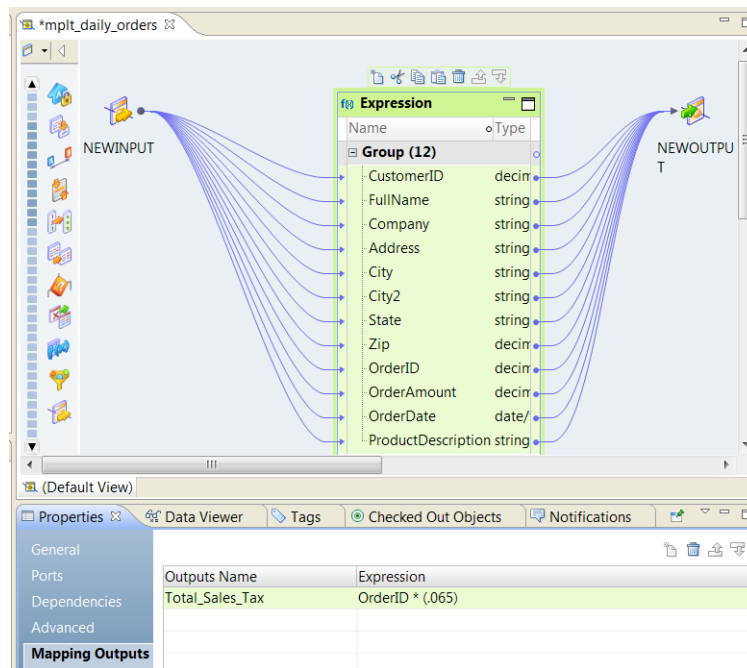 *mplt_daily_orders
NEWINPUT
f(x) Expression
Name Type
Group (12)
CustomerID decim
FullName string
Company string
Address string
City string
City2 string
State string
Zip decim
OrderID decim
OrderAmount decim
OrderDate date/
ProductDescription string
NEWOUTPU
T
(Default View)
Properties Data Viewer Tags Checked Out Objects Notifications
General
Ports
Dependencies
Advanced
Mapping Outputs
Outputs Name Expression
Total_Sales_Tax OrderID * (.065)